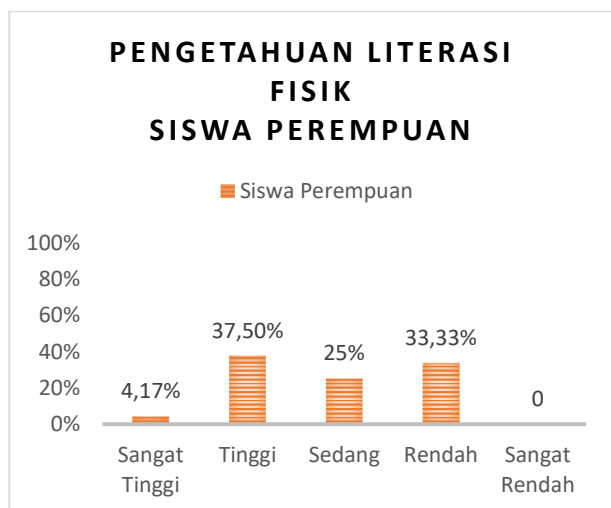 PENGETAHUAN LITERASI
FISIK
SISWA PEREMPUAN
Siswa Perempuan
100%
80%
60%
40%
20%
0%
4,17%
37,50%
25%
33,33%
0
Sangat Tinggi
Tinggi
Sedang
Rendah
Sangat Rendah